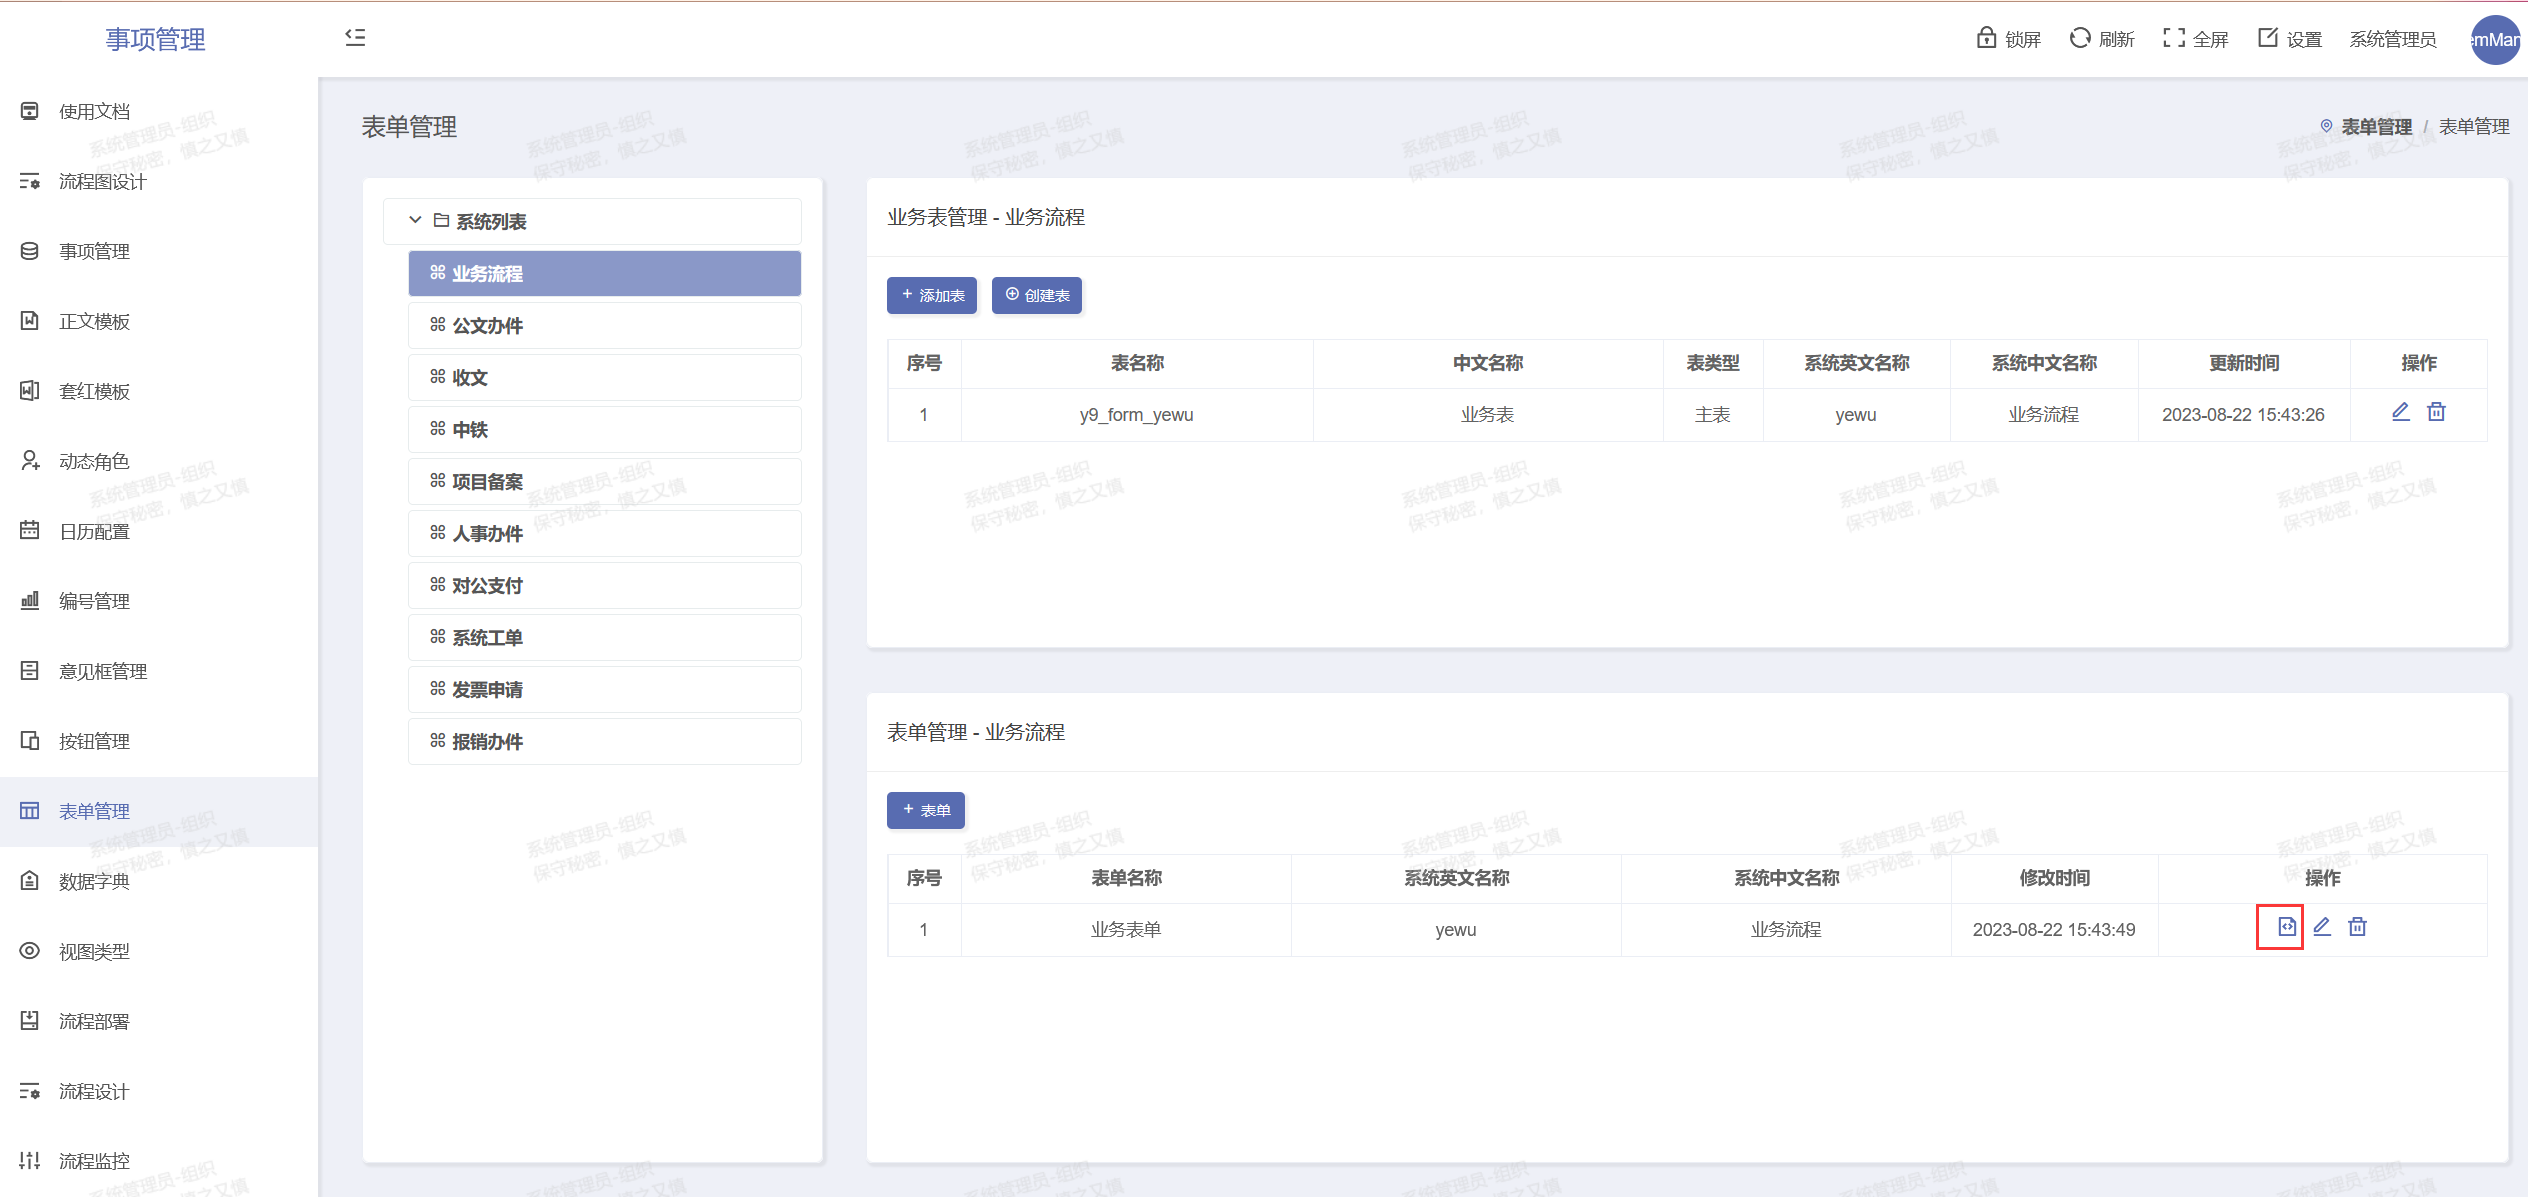 事项管理
锁屏 刷新 全屏 设置 系统管理员 emMan
使用文档
流程图设计
事项管理
正文模板
套红模板
动态角色
日历配置
编号管理
意见框管理
按钮管理
表单管理
数据字典
视图类型
流程部署
流程设计
流程监控
表单管理
表单管理 / 表单管理
系统列表
业务流程
公文办件
收文
中铁
项目备案
人事办件
对公支付
系统工单
发票申请
报销办件
业务表管理 - 业务流程
+ 添加表 创建表
序号 表名称 中文名称 表类型 系统英文名称 系统中文名称 更新时间 操作
1 y9_form_yewu 业务表 主表 yewu 业务流程 2023-08-22 15:43:26
表单管理 - 业务流程
+ 表单
序号 表单名称 系统英文名称 系统中文名称 修改时间 操作
1 业务表单 yewu 业务流程 2023-08-22 15:43:49
系统管理员-组织
保守秘密，慎之又慎